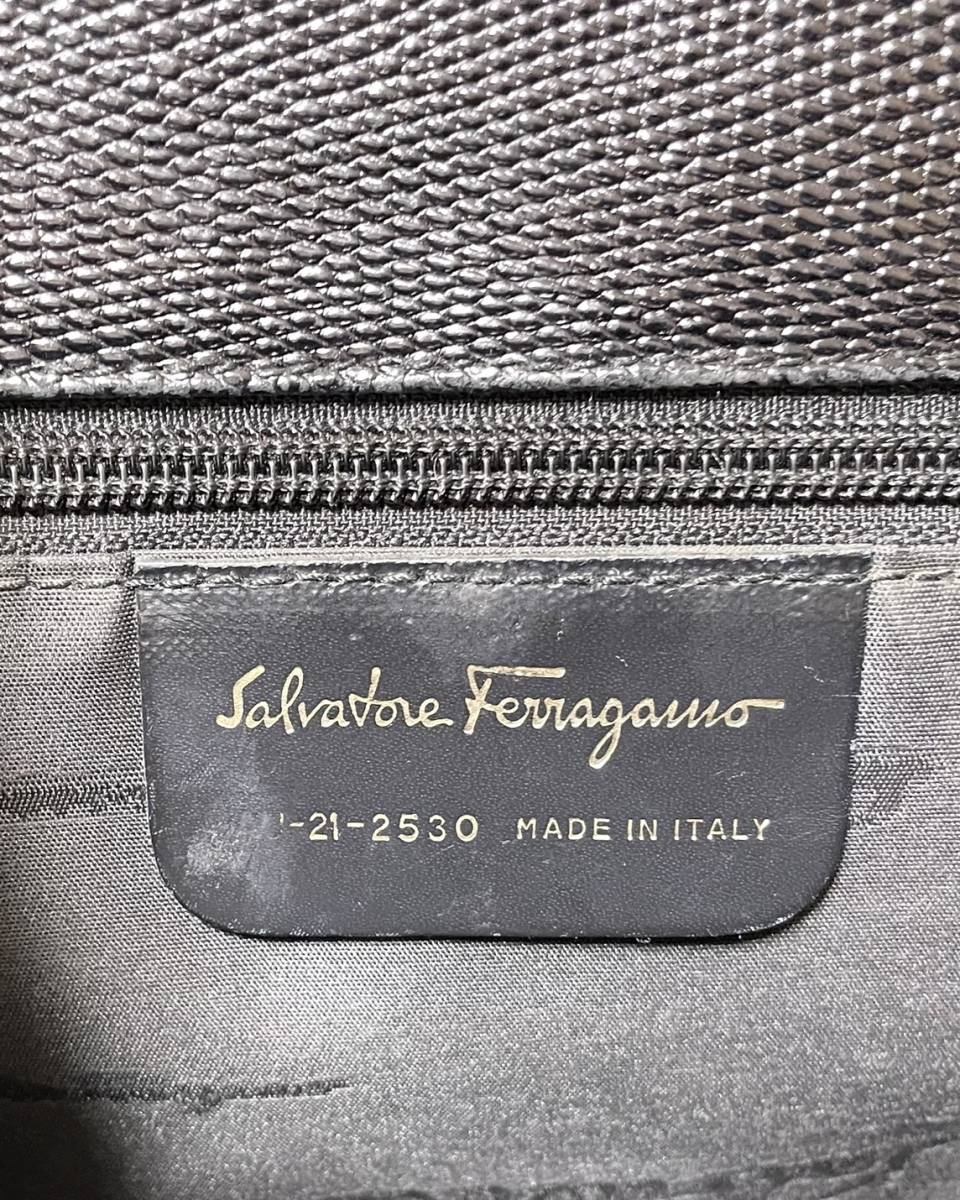 Salvatore Ferragamo
-21-2530 MADE IN ITALY